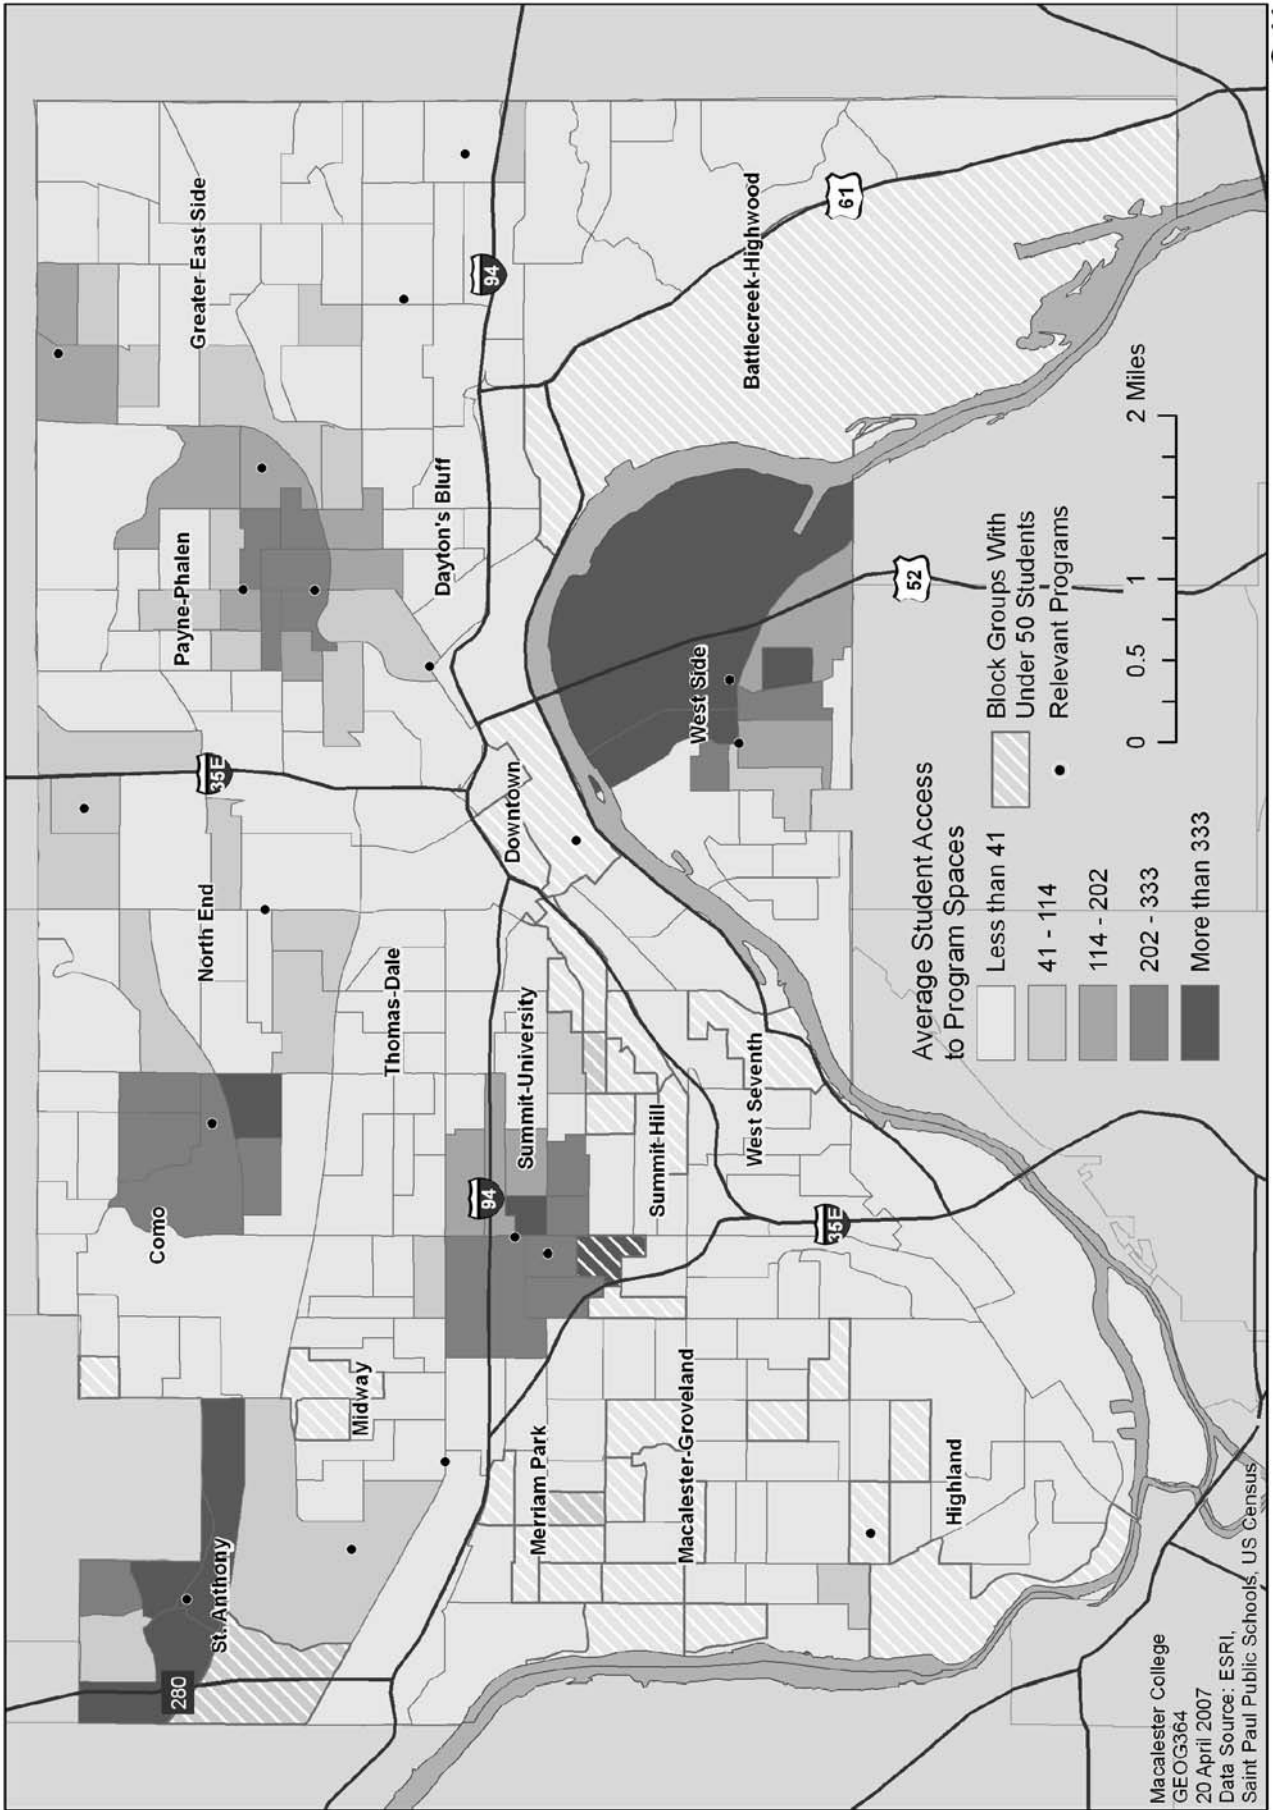 St. Anthony
280
Como
North End
Payne-Phalen
Greater East Side
35E
Midway
Thomas-Dale
Dayton's Bluff
94
94
Merriam Park
Summit-University
Downtown
Summit Hill
Macalester-Groveland
West Seventh
West Side
Battlecreek-Highwood
61
35E
52
Highland
Average Student Access
to Program Spaces
Less than 41
41 - 114
114 - 202
202 - 333
More than 333
Block Groups With
Under 50 Students
Relevant Programs
0 0.5 1 2 Miles
Macalester College
GEOG364
20 April 2007
Data Source: ESRI,
Saint Paul Public Schools, US Census